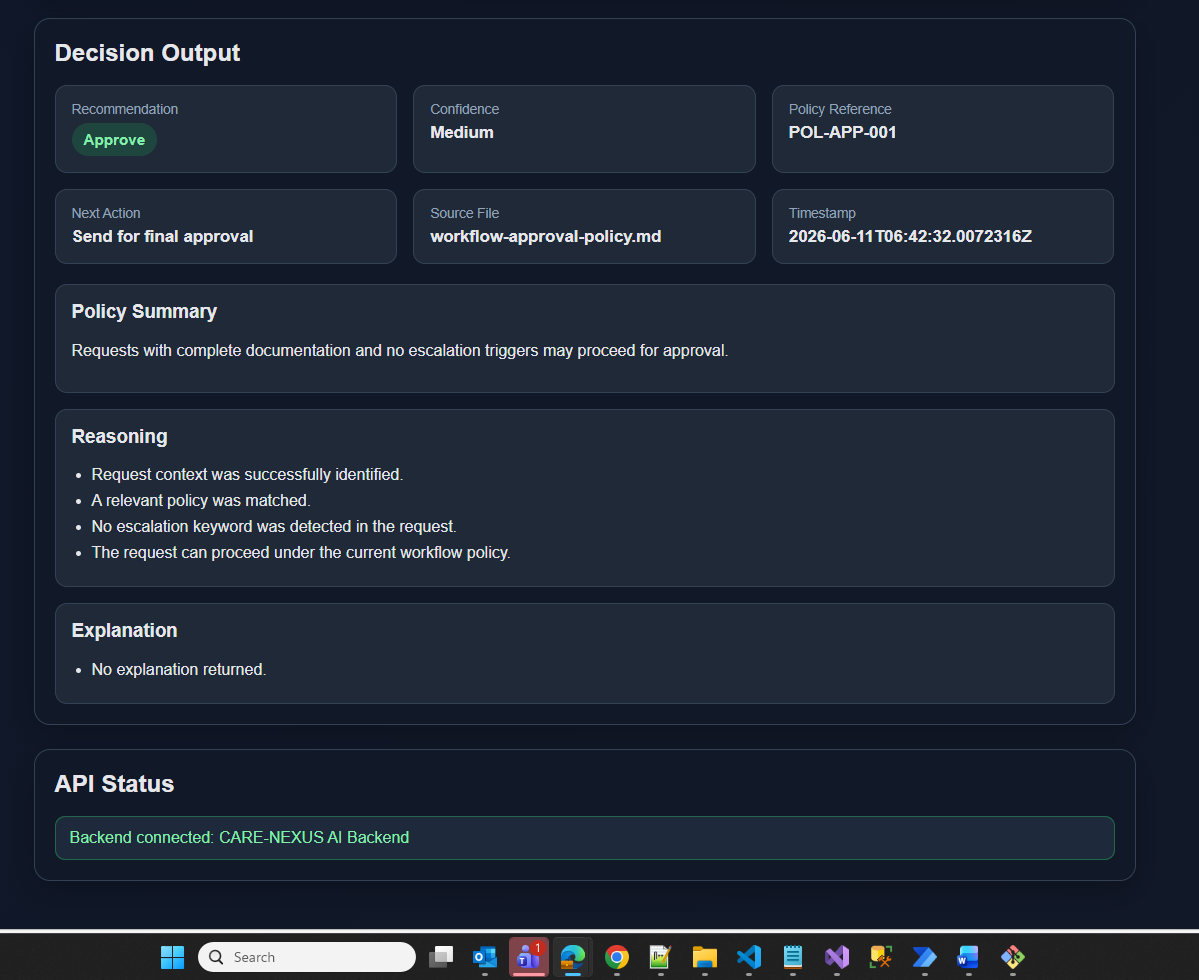 Decision Output
Recommendation
Approve
Confidence
Medium
Policy Reference
POL-APP-001
Next Action
Send for final approval
Source File
workflow-approval-policy.md
Timestamp
2026-06-11T06:42:32.0072316Z
Policy Summary
Requests with complete documentation and no escalation triggers may proceed for approval.
Reasoning
• Request context was successfully identified.
• A relevant policy was matched.
• No escalation keyword was detected in the request.
• The request can proceed under the current workflow policy.
Explanation
• No explanation returned.
API Status
Backend connected: CARE-NEXUS AI Backend
Search
1